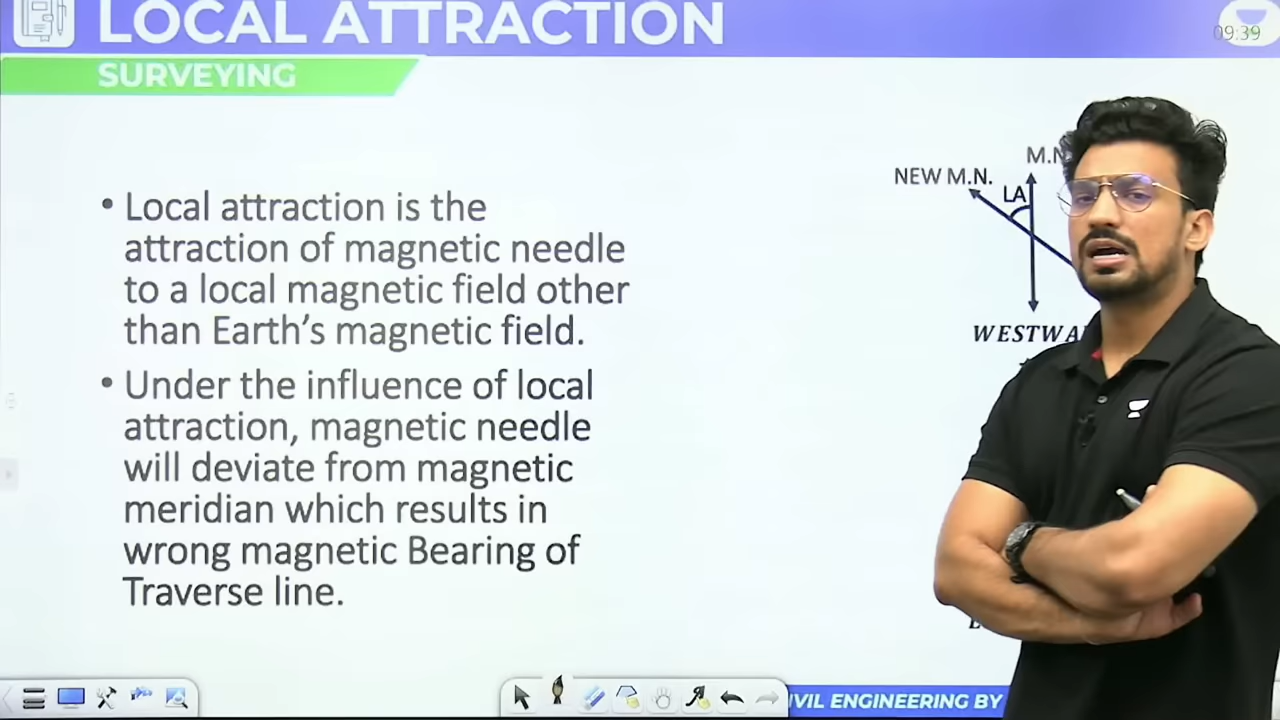 LOCAL ATTRACTION
09:39
SURVEYING
• Local attraction is the
attraction of magnetic needle
to a local magnetic field other
than Earth's magnetic field.
• Under the influence of local
attraction, magnetic needle
will deviate from magnetic
meridian which results in
wrong magnetic Bearing of
Traverse line.
M.N
NEW M.N.
LA
ENGINEERING BY